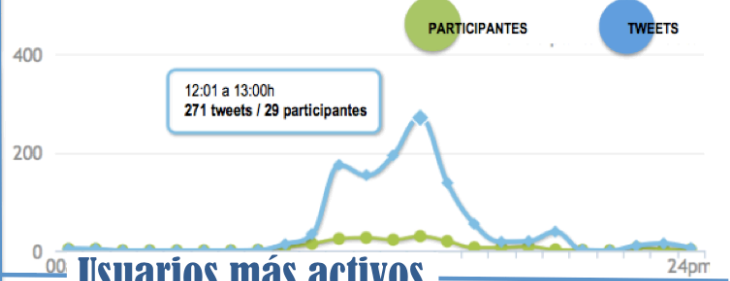 PARTICIPANTES TWEETS
400
12:01 a 13:00h
271 tweets / 29 participantes
200
0
00 24pm
Usuarios más activos